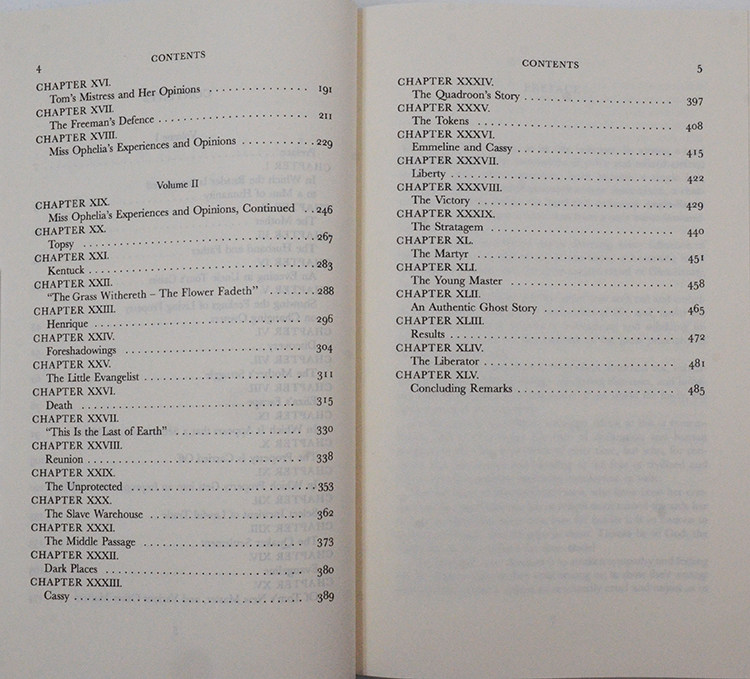 4
CONTENTS
CHAPTER XVI.
Tom's Mistress and Her Opinions . . . . . . . . . . . . 191
CHAPTER XVII.
The Freeman's Defence . . . . . . . . . . . . . . . . . 211
CHAPTER XVIII.
Miss Ophelia's Experiences and Opinions . . . . . . . . 229
Volume II
CHAPTER XIX.
Miss Ophelia's Experiences and Opinions, Continued . . 246
CHAPTER XX.
Topsy . . . . . . . . . . . . . . . . . . . . . . . . 267
CHAPTER XXI.
Kentuck . . . . . . . . . . . . . . . . . . . . . . . 283
CHAPTER XXII.
"The Grass Withereth – The Flower Fadeth" . . . . . . . 288
CHAPTER XXIII.
Henrique . . . . . . . . . . . . . . . . . . . . . . . 296
CHAPTER XXIV.
Foreshadowings . . . . . . . . . . . . . . . . . . . . 304
CHAPTER XXV.
The Little Evangelist . . . . . . . . . . . . . . . . . 311
CHAPTER XXVI.
Death . . . . . . . . . . . . . . . . . . . . . . . . 315
CHAPTER XXVII.
"This Is the Last of Earth" . . . . . . . . . . . . . . 330
CHAPTER XXVIII.
Reunion . . . . . . . . . . . . . . . . . . . . . . . 338
CHAPTER XXIX.
The Unprotected . . . . . . . . . . . . . . . . . . . . 353
CHAPTER XXX.
The Slave Warehouse . . . . . . . . . . . . . . . . . . 362
CHAPTER XXXI.
The Middle Passage . . . . . . . . . . . . . . . . . . 373
CHAPTER XXXII.
Dark Places . . . . . . . . . . . . . . . . . . . . . . 380
CHAPTER XXXIII.
Cassy . . . . . . . . . . . . . . . . . . . . . . . . 389
CONTENTS
5
CHAPTER XXXIV.
The Quadroon's Story . . . . . . . . . . . . . . . . . 397
CHAPTER XXXV.
The Tokens . . . . . . . . . . . . . . . . . . . . . . 408
CHAPTER XXXVI.
Emmeline and Cassy . . . . . . . . . . . . . . . . . . 415
CHAPTER XXXVII.
Liberty . . . . . . . . . . . . . . . . . . . . . . . 422
CHAPTER XXXVIII.
The Victory . . . . . . . . . . . . . . . . . . . . . . 429
CHAPTER XXXIX.
The Stratagem . . . . . . . . . . . . . . . . . . . . . 440
CHAPTER XL.
The Martyr . . . . . . . . . . . . . . . . . . . . . . 451
CHAPTER XLI.
The Young Master . . . . . . . . . . . . . . . . . . . 458
CHAPTER XLII.
An Authentic Ghost Story . . . . . . . . . . . . . . . 465
CHAPTER XLIII.
Results . . . . . . . . . . . . . . . . . . . . . . . 472
CHAPTER XLIV.
The Liberator . . . . . . . . . . . . . . . . . . . . . 481
CHAPTER XLV.
Concluding Remarks . . . . . . . . . . . . . . . . . . 485